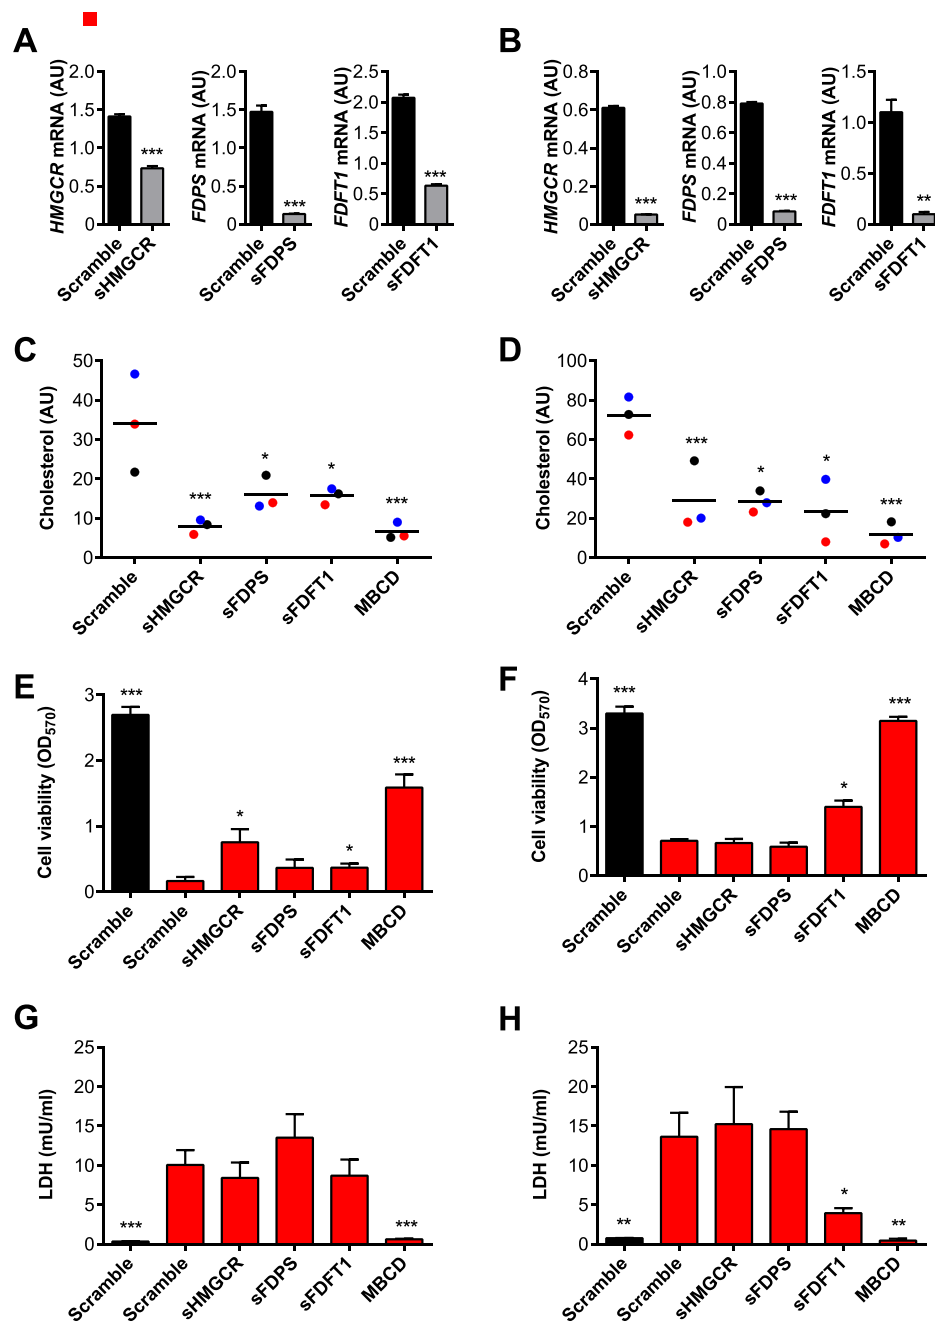 A
B
HMGCR mRNA (AU)
2.0
1.5
1.0
0.5
0
***
Scramble
sHMGCR
FDPS mRNA (AU)
2.0
1.5
1.0
0.5
0
***
Scramble
sFDPS
FDFT1 mRNA (AU)
2.5
2.0
1.5
1.0
0.5
0
***
Scramble
sFDFT1
HMGCR mRNA (AU)
0.8
0.6
0.4
0.2
0
***
Scramble
sHMGCR
FDPS mRNA (AU)
1.0
0.8
0.6
0.4
0.2
0
***
Scramble
sFDPS
FDFT1 mRNA (AU)
1.5
1.0
0.5
0
**
Scramble
sFDFT1
C
Cholesterol (AU)
50
40
30
20
10
0
***
*
*
***
Scramble
sHMGCR
sFDPS
sFDFT1
MBCD
D
Cholesterol (AU)
100
80
60
40
20
0
***
*
*
***
Scramble
sHMGCR
sFDPS
sFDFT1
MBCD
E
Cell viability (OD570)
3
2
1
0
***
*
*
***
Scramble
Scramble
sHMGCR
sFDPS
sFDFT1
MBCD
F
Cell viability (OD570)
4
3
2
1
0
***
*
***
Scramble
Scramble
sHMGCR
sFDPS
sFDFT1
MBCD
G
LDH (mU/ml)
25
20
15
10
5
0
***
***
Scramble
Scramble
sHMGCR
sFDPS
sFDFT1
MBCD
H
LDH (mU/ml)
25
20
15
10
5
0
**
*
**
Scramble
Scramble
sHMGCR
sFDPS
sFDFT1
MBCD